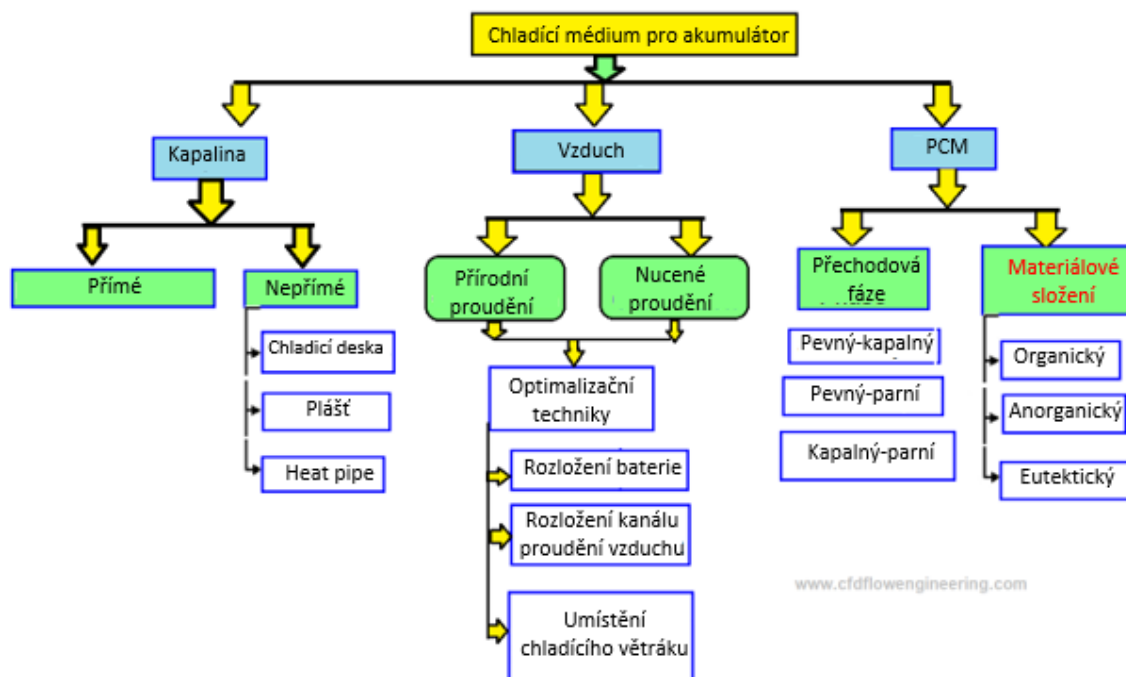 Chladící médium pro akumulátor
Kapalina
Vzduch
PCM
Přímé
Nepřímé
Chladicí deska
Plášť
Heat pipe
Přírodní
proudění
Nucené
proudění
Optimalizační
techniky
Rozložení baterie
Rozložení kanálu
proudění vzduchu
Umístění
chladícího větráku
Přechodová
fáze
Pevný-kapalný
Pevný-parní
Kapalný-parní
Materiálové
složení
Organický
Anorganický
Eutektický
www.cfdflowengineering.com